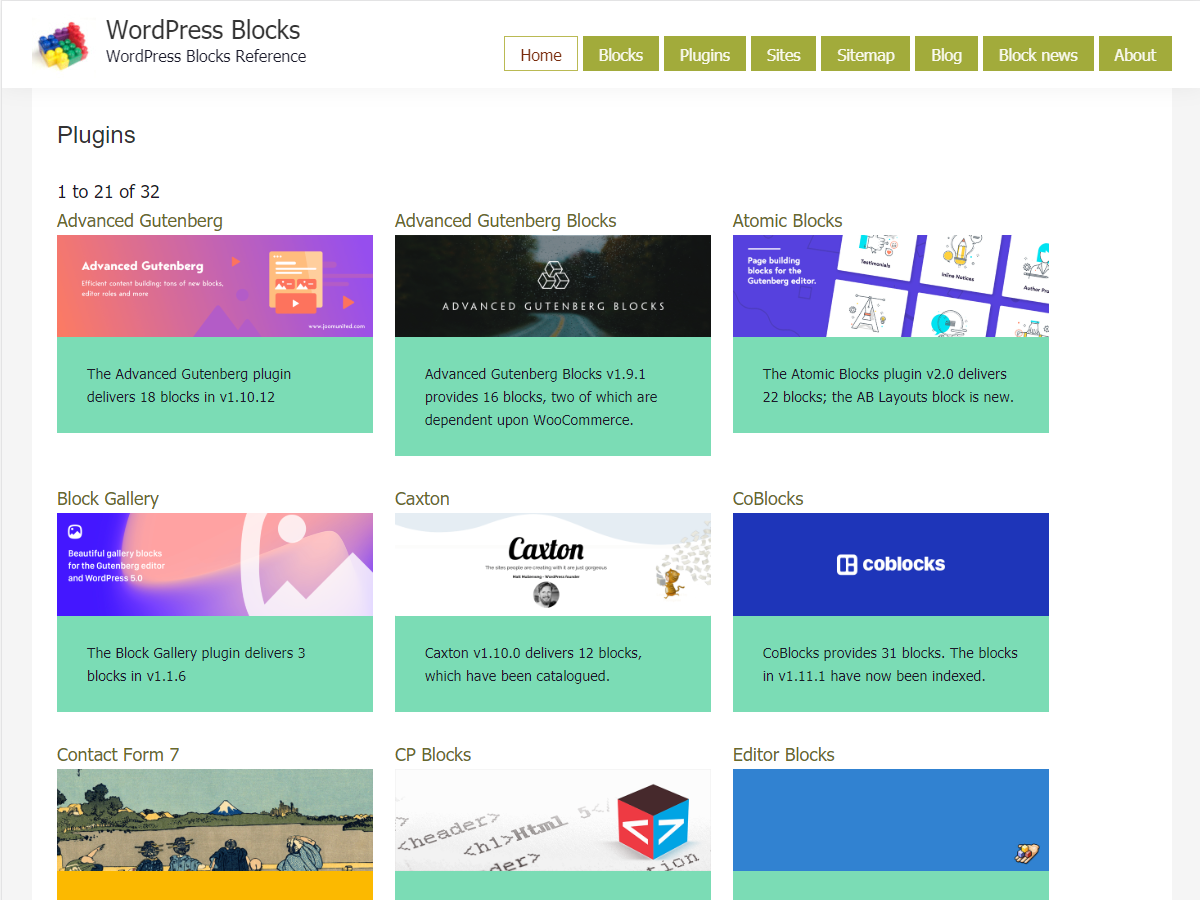 WordPress Blocks
WordPress Blocks Reference
Home
Blocks
Plugins
Sites
Sitemap
Blog
Block news
About
Plugins
1 to 21 of 32
Advanced Gutenberg
Advanced Gutenberg
Efficient content building: tons of new blocks,
editor roles and more
www.joomunited.com
The Advanced Gutenberg plugin
delivers 18 blocks in v1.10.12
Advanced Gutenberg Blocks
ADVANCED GUTENBERG BLOCKS
Advanced Gutenberg Blocks v1.9.1
provides 16 blocks, two of which are
dependent upon WooCommerce.
Atomic Blocks
Page building
blocks for the
Gutenberg editor.
Testimonials
Inline Notices
Author Pro
The Atomic Blocks plugin v2.0 delivers
22 blocks; the AB Layouts block is new.
Block Gallery
Beautiful gallery blocks
for the Gutenberg editor
and WordPress 5.0
The Block Gallery plugin delivers 3
blocks in v1.1.6
Caxton
Caxton
The sites people are creating with it are just gorgeous
Matt Mullenweg - WordPress founder
Caxton v1.10.0 delivers 12 blocks,
which have been catalogued.
CoBlocks
coblocks
CoBlocks provides 31 blocks. The blocks
in v1.11.1 have now been indexed.
Contact Form 7
CP Blocks
<header>
<h1>Html 5</
der>
ction
Editor Blocks